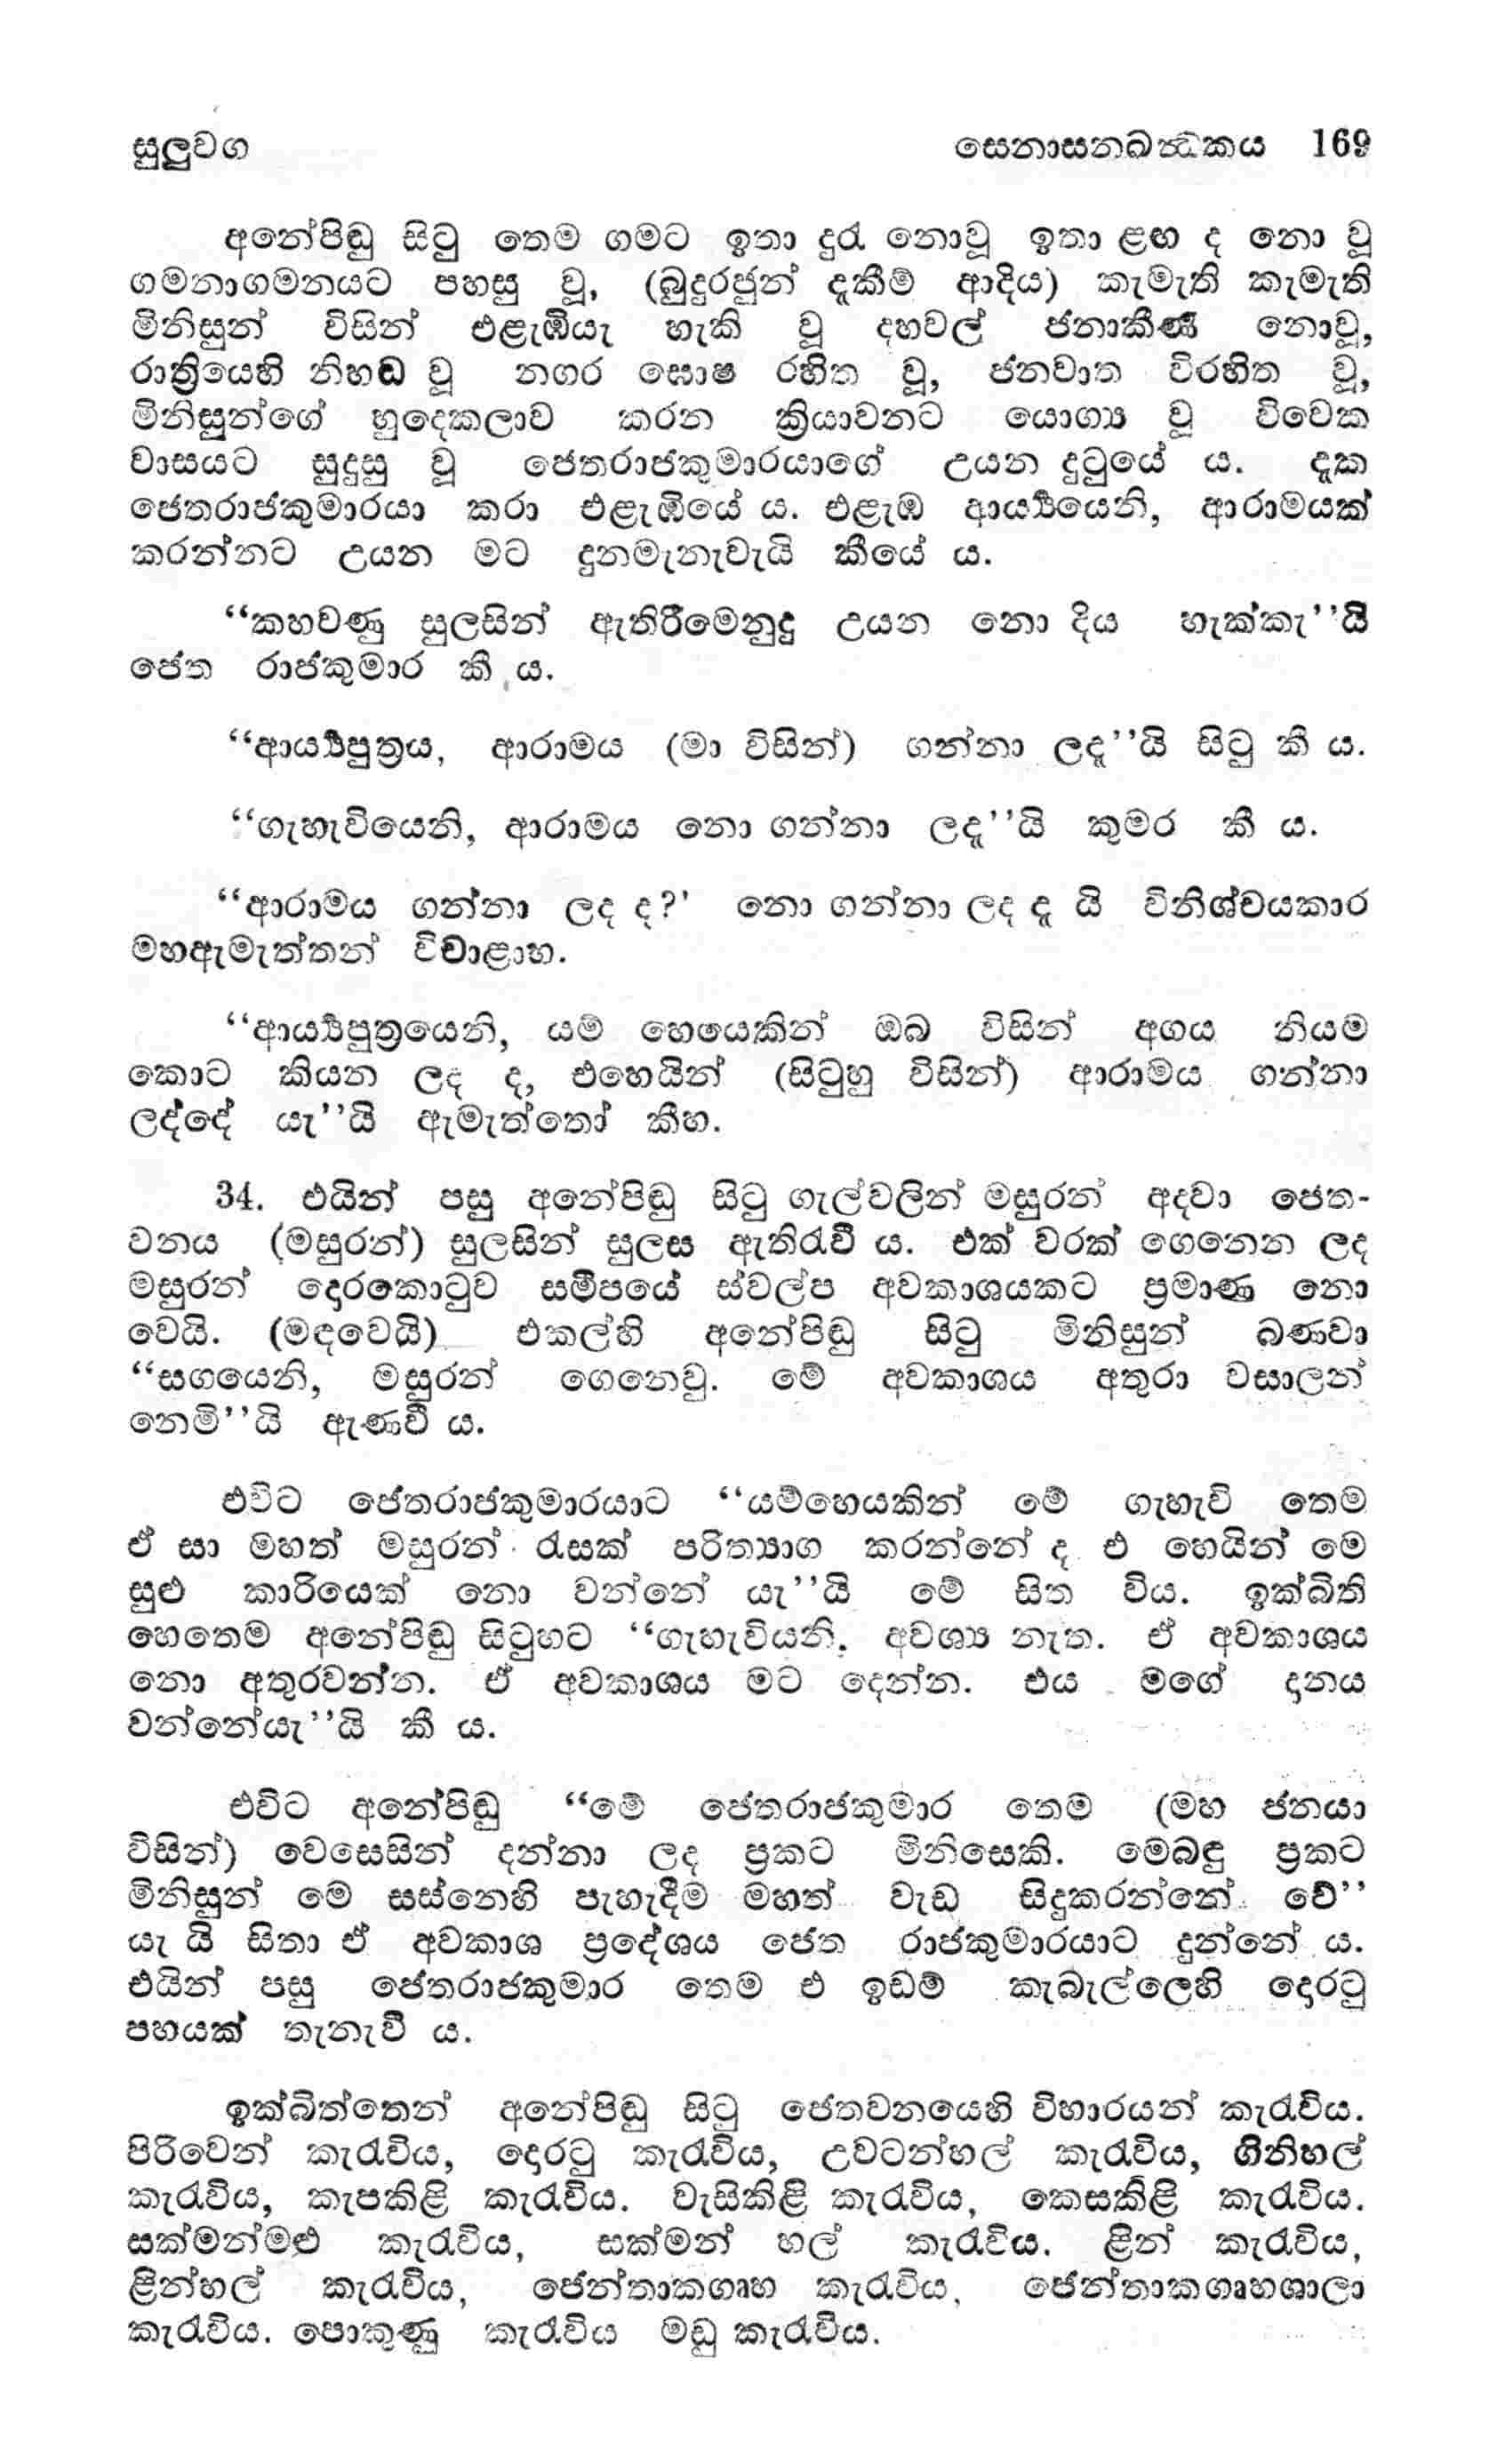 සුලුවග සෙනාසනඛන්‍ධකය 169
අනේපිඬු සිටු තෙම ගමට ඉතා දුරු නොවූ ඉතා ළඟ ද නො වූ
ගමනාගමනයට පහසු වූ, (බුදුරජුන් දැකීම් ආදිය) කැමැති කැමැති
මිනිසුන් විසින් එළැඹියැ හැකි වූ දහවල් ජනාකීර්‍ණ නොවූ,
රාත්‍රියෙහි නිහඬ වූ නගර ඝොෂ රහිත වූ, ජනවාත විරහිත වූ,
මිනිසුන්ගේ හුදෙකලාව කරන ක්‍රියාවනට යොග්‍ය වූ විවෙක
වාසයට සුදුසු වූ ජෙතරාජකුමාරයාගේ උයන දුටුයේ ය. දැක
ජෙතරාජකුමාරයා කරා එළැඹියේ ය. එළැඹ ආර්‍ය්‍යයෙනි, ආරාමයක්
කරන්නට උයන මට දුනමැනැවැයි කීයේ ය.
“කහවණු සුලසින් ඇතිරීමෙනුදු උයන නො දිය හැක්කැ”යි
ජෙත රාජකුමාර කී ය.
“ආර්‍ය්‍යපුත්‍රය, ආරාමය (මා විසින්) ගන්නා ලදැ”යි සිටු කී ය.
“ගැහැවියෙනි, ආරාමය නො ගන්නා ලදැ”යි කුමර කී ය.
“ආරාමය ගන්නා ලද ද?’ නො ගන්නා ලද දැ යි විනිශ්චයකාර
මහඇමැත්තන් විචාළාහ.
“ආර්‍ය්‍යපුත්‍රයෙනි, යම් හෙයෙකින් ඔබ විසින් අගය නියම
කොට කියන ලද ද, එහෙයින් (සිටුහු විසින්) ආරාමය ගන්නා
ලද්දේ යැ”යි ඇමැත්තෝ කීහ.
34. එයින් පසු අනේපිඬු සිටු ගැල්වලින් මසුරන් අදවා ජෙත-
වනය (මසුරන්) සුලසින් සුලස ඇතිරැවී ය. එක් වරක් ගෙනෙන ලද
මසුරන් දොරකොටුව සමීපයේ ස්වල්ප අවකාශයකට ප්‍රමාණ නො
වෙයි. (මඳවෙයි) එකල්හි අනේපිඬු සිටු මිනිසුන් බණවා
“සගයෙනි, මසුරන් ගෙනෙවු. මේ අවකාශය අතුරා වසාලන්
නෙමි”යි ඇණවී ය.
එවිට ජේතරාජකුමාරයාට “යම්හෙයකින් මේ ගැහැවි තෙම
ඒ සා මහත් මසුරන් රැසක් පරිත්‍යාග කරන්නේ ද එ හෙයින් මෙ
සුළු කාරියෙක් නො වන්නේ යැ”යි මේ සිත විය. ඉක්බිති
හෙතෙම අනේපිඬු සිටුහට “ගැහැවියනි, අවශ්‍ය නැත. ඒ අවකාශය
නො අතුරවන්න. ඒ අවකාශය මට දෙන්න. එය මගේ දානය
වන්නේයැ”යි කී ය.
එවිට අනේපිඬු “මේ ජේතරාජකුමාර තෙම (මහ ජනයා
විසින්) වෙසෙසින් දන්නා ලද ප්‍රකට මිනිසෙකි. මෙබඳු ප්‍රකට
මිනිසුන් මෙ සස්නෙහි පැහැදීම මහත් වැඩ සිදුකරන්නේ වේ”
යැ යි සිතා ඒ අවකාශ ප්‍රදේශය ජෙත රාජකුමාරයාට දුන්නේ ය.
එයින් පසු ජේතරාජකුමාර තෙම එ ඉඩම් කැබැල්ලෙහි දොරටු
පහයක් තැනැවී ය.
ඉක්බිත්තෙන් අනේපිඬු සිටු ජෙතවනයෙහි විහාරයන් කැරැවිය.
පිරිවෙන් කැරැවිය, දොරටු කැරැවිය, උවටන්හල් කැරැවිය, ගිනිහල්
කැරැවිය, කැපකිළි කැරැවිය. වැසිකිළි කැරැවිය, කෙසකිළි කැරැවිය.
සක්මන්මළු කැරැවිය, සක්මන් හල් කැරැවිය. ළින් කැරැවිය,
ළින්හල් කැරැවිය, ජේන්තාකගෘහ කැරැවිය, ජේන්තාකගෘහශාලා
කැරැවිය. පොකුණු කැරැවිය මඩු කැරැවිය.